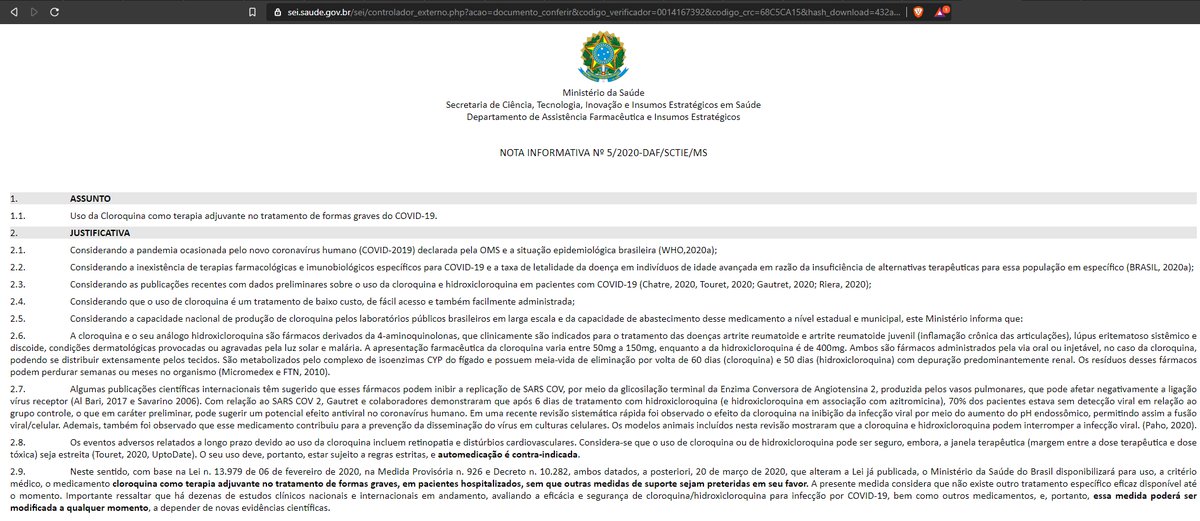 sei.saude.gov.br/sei/controlador_externo.php?acao=documento_conferir&codigo_verificador=0014167392&codigo_crc=68C5CA15&hash_download=432a...
1
Ministério da Saúde
Secretaria de Ciência, Tecnologia, Inovação e Insumos Estratégicos em Saúde
Departamento de Assistência Farmacêutica e Insumos Estratégicos
NOTA INFORMATIVA Nº 5/2020-DAF/SCTIE/MS
1. ASSUNTO
1.1. Uso da Cloroquina como terapia adjuvante no tratamento de formas graves do COVID-19.
2. JUSTIFICATIVA
2.1. Considerando a pandemia ocasionada pelo novo coronavírus humano (COVID-2019) declarada pela OMS e a situação epidemiológica brasileira (WHO,2020a);
2.2. Considerando a inexistência de terapias farmacológicas e imunobiológicos específicos para COVID-19 e a taxa de letalidade da doença em indivíduos de idade avançada em razão da insuficiência de alternativas terapêuticas para essa população em específico (BRASIL, 2020a);
2.3. Considerando as publicações recentes com dados preliminares sobre o uso da cloroquina e hidroxicloroquina em pacientes com COVID-19 (Chatre, 2020, Touret, 2020; Gautret, 2020; Riera, 2020);
2.4. Considerando que o uso de cloroquina é um tratamento de baixo custo, de fácil acesso e também facilmente administrada;
2.5. Considerando a capacidade nacional de produção de cloroquina pelos laboratórios públicos brasileiros em larga escala e da capacidade de abastecimento desse medicamento a nível estadual e municipal, este Ministério informa que:
2.6. A cloroquina e o seu análogo hidroxicloroquina são fármacos derivados da 4-aminoquinolonas, que clinicamente são indicados para o tratamento das doenças artrite reumatoide e artrite reumatoide juvenil (inflamação crônica das articulações), lúpus eritematoso sistêmico e
discoide, condições dermatológicas provocadas ou agravadas pela luz solar e malária. A apresentação farmacêutica da cloroquina varia entre 50mg a 150mg, enquanto a da hidroxicloroquina é de 400mg. Ambos são fármacos administrados pela via oral ou injetável, no caso da cloroquina,
podendo se distribuir extensamente pelos tecidos. São metabolizados pelo complexo de isoenzimas CYP do fígado e possuem meia-vida de eliminação por volta de 60 dias (cloroquina) e 50 dias (hidroxicloroquina) com depuração predominantemente renal. Os resíduos desses fármacos
podem perdurar semanas ou meses no organismo (Micromedex e FTN, 2010).
2.7. Algumas publicações científicas internacionais têm sugerido que esses fármacos podem inibir a replicação de SARS COV, por meio da glicosilação terminal da Enzima Conversora de Angiotensina 2, produzida pelos vasos pulmonares, que pode afetar negativamente a ligação
vírus receptor (Al Bari, 2017 e Savarino 2006). Com relação ao SARS COV 2, Gautret e colaboradores demonstraram que após 6 dias de tratamento com hidroxicloroquina (e hidroxicloroquina em associação com azitromicina), 70% dos pacientes estava sem detecção viral em relação ao
grupo controle, o que em caráter preliminar, pode sugerir um potencial efeito antiviral no coronavírus humano. Em uma recente revisão sistemática rápida foi observado o efeito da cloroquina na inibição da infecção viral por meio do aumento do pH endossômico, permitindo assim a fusão
viral/celular. Ademais, também foi observado que esse medicamento contribuiu para a prevenção da disseminação do vírus em culturas celulares. Os modelos animais incluídos nesta revisão mostraram que a cloroquina e hidroxicloroquina podem interromper a infecção viral. (Paho, 2020).
2.8. Os eventos adversos relatados a longo prazo devido ao uso da cloroquina incluem retinopatia e distúrbios cardiovasculares. Considera-se que o uso de cloroquina ou de hidroxicloroquina pode ser seguro, embora, a janela terapêutica (margem entre a dose terapêutica e dose
tóxica) seja estreita (Touret, 2020, UptoDate). O seu uso deve, portanto, estar sujeito a regras estritas, e automedicação é contra-indicada.
2.9. Neste sentido, com base na Lei n. 13.979 de 06 de fevereiro de 2020, na Medida Provisória n. 926 e Decreto n. 10.282, ambos datados, a posteriori, 20 de março de 2020, que alteram a Lei já publicada, o Ministério da Saúde do Brasil disponibilizará para uso, a critério
médico, o medicamento cloroquina como terapia adjuvante no tratamento de formas graves, em pacientes hospitalizados, sem que outras medidas de suporte sejam preteridas em seu favor. A presente medida considera que não existe outro tratamento específico eficaz disponível até
o momento. Importante ressaltar que há dezenas de estudos clínicos nacionais e internacionais em andamento, avaliando a eficácia e segurança de cloroquina/hidroxicloroquina para infecção por COVID-19, bem como outros medicamentos, e, portanto, essa medida poderá ser
modificada a qualquer momento, a depender de novas evidências científicas.